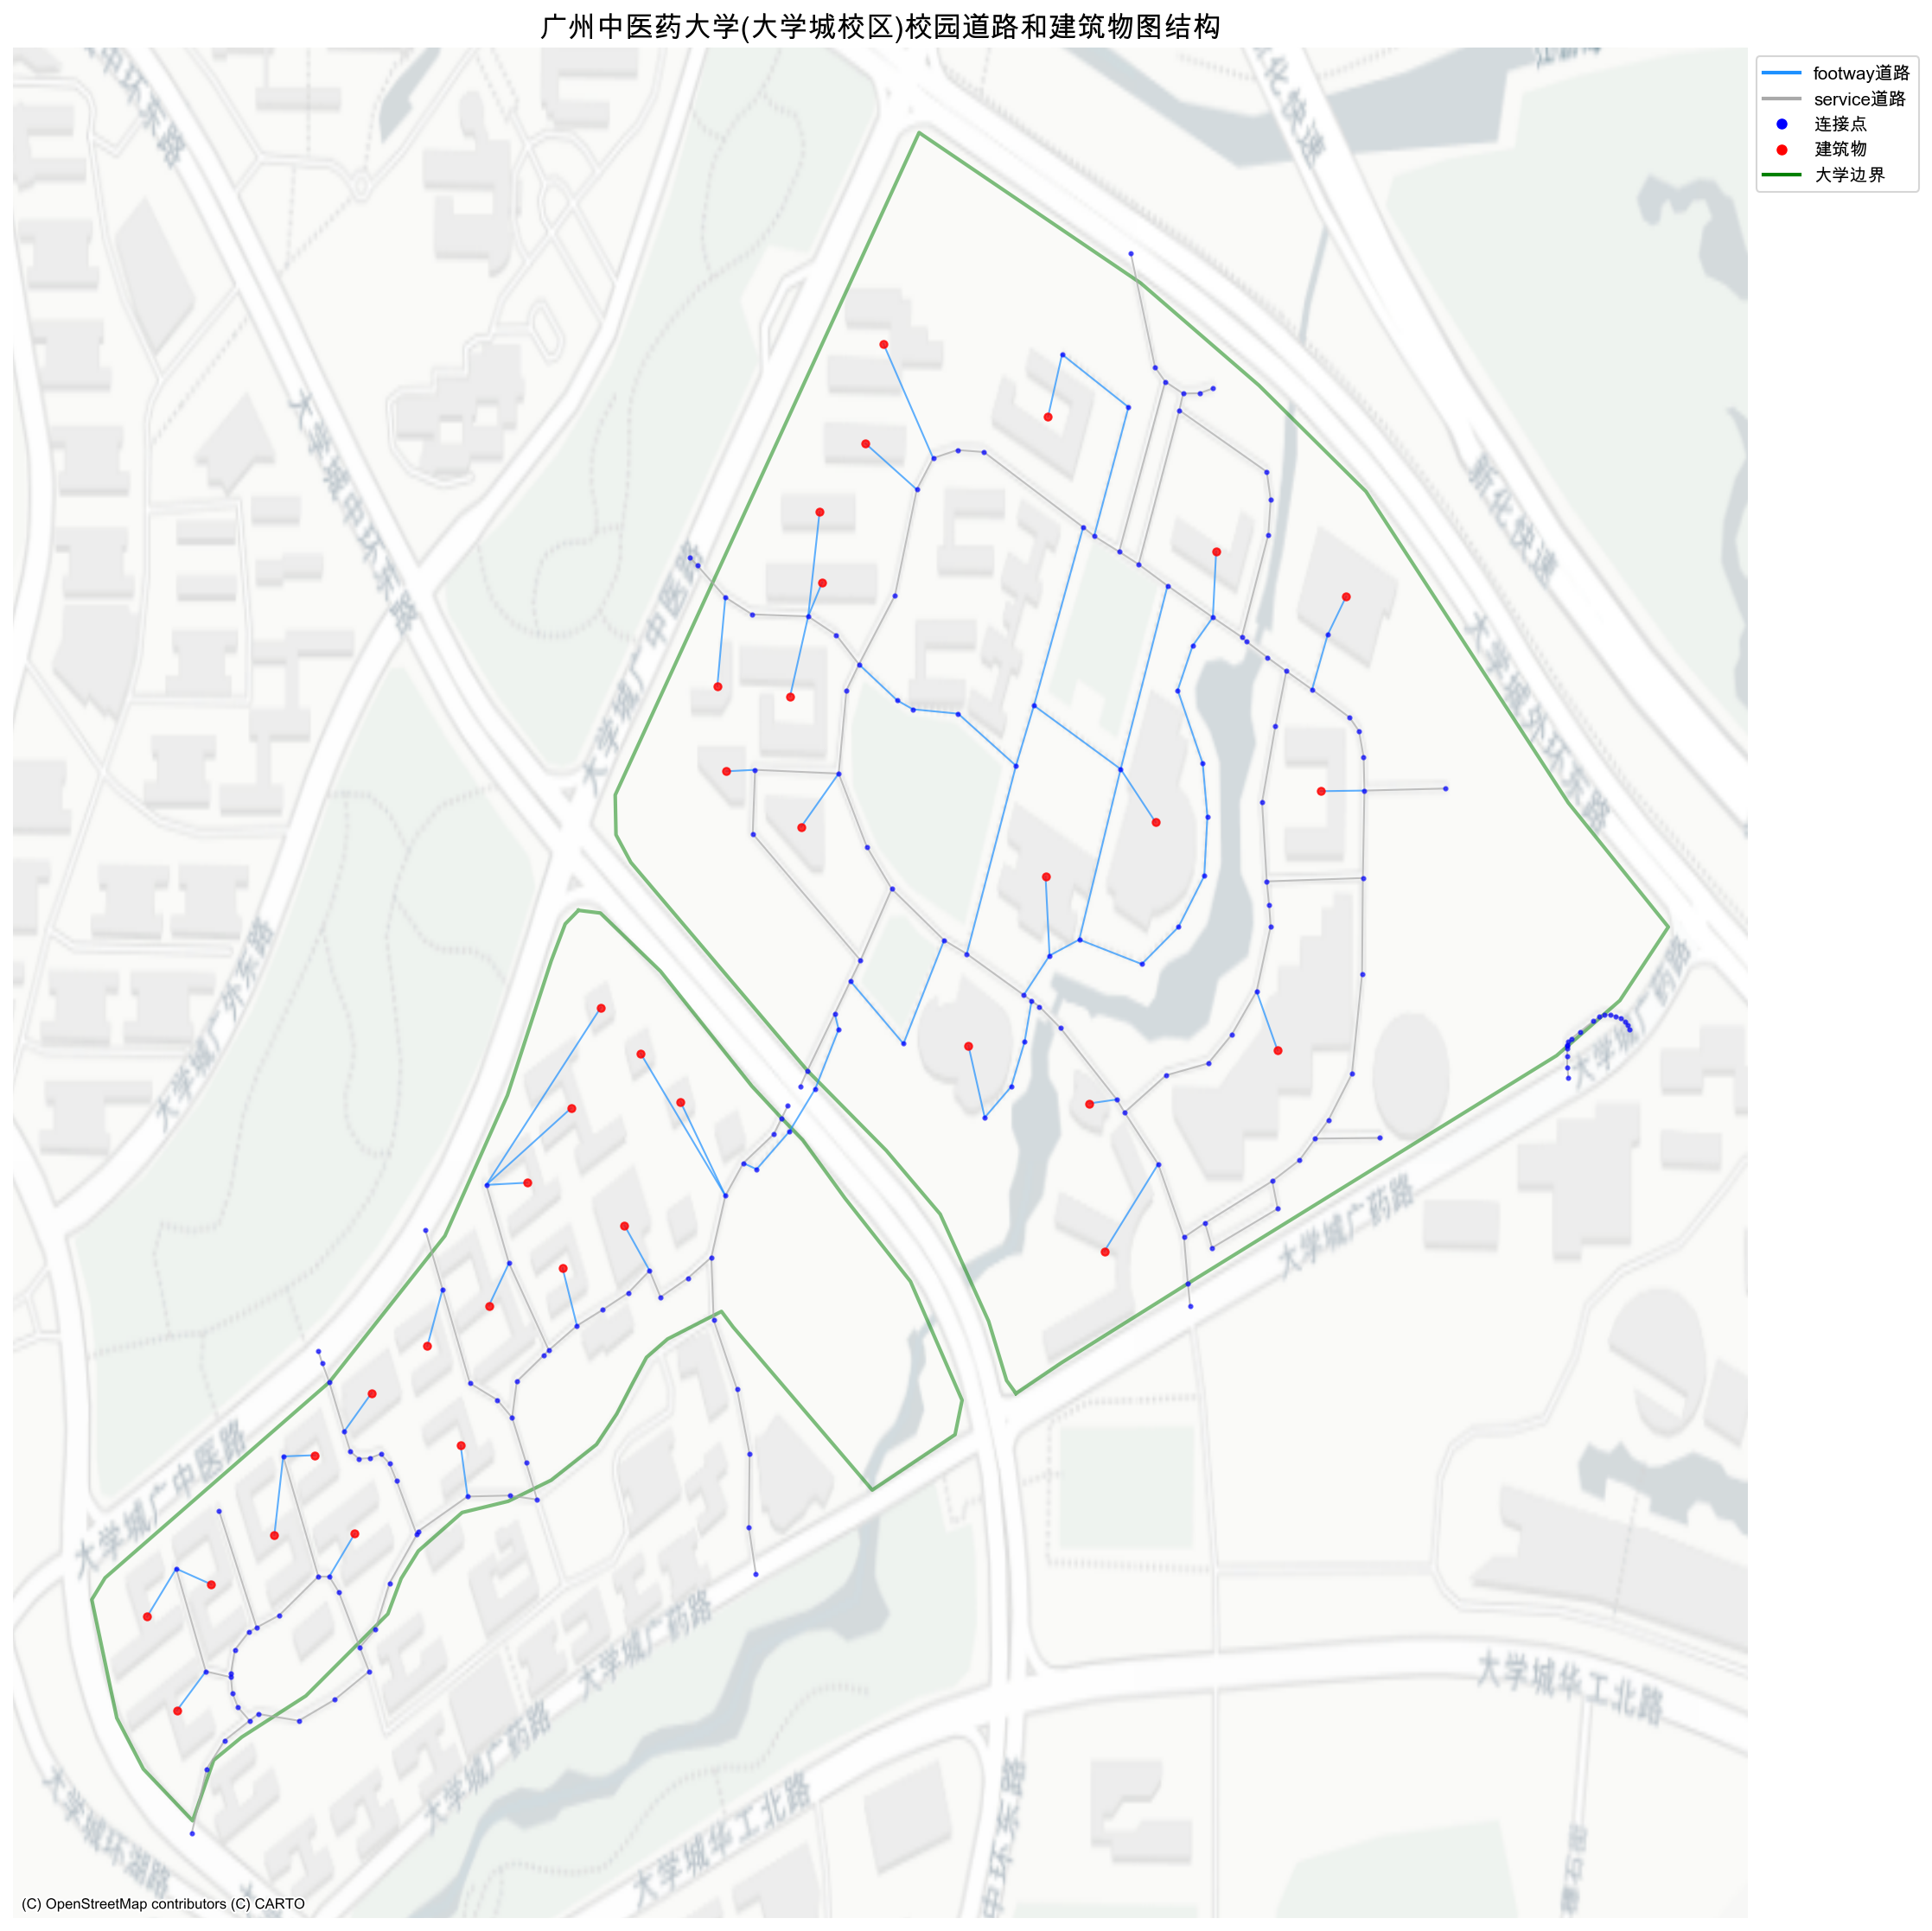 广州中医药大学(大学城校区)校园道路和建筑物图结构
footway道路
service道路
连接点
建筑物
大学边界
新化快速
大学城中环东路
大学城广中医路
大学城外环东路
大学城广外东路
大学城广药路
大学城广药路
大学城广中医路
大学城广药路
大学城广药路
大学城华工北路
大学城华工北路
大学城环湖路
中环东路
(C) OpenStreetMap contributors (C) CARTO